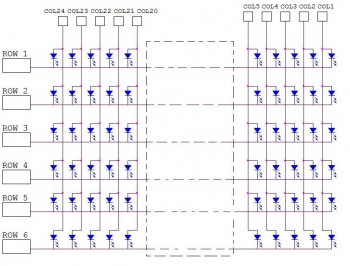 COL24 COL23 COL22 COL21 COL20 COL5 COL4 COL3 COL2 COL1
ROW 1
ROW 2
ROW 3
ROW 4
ROW 5
ROW 6